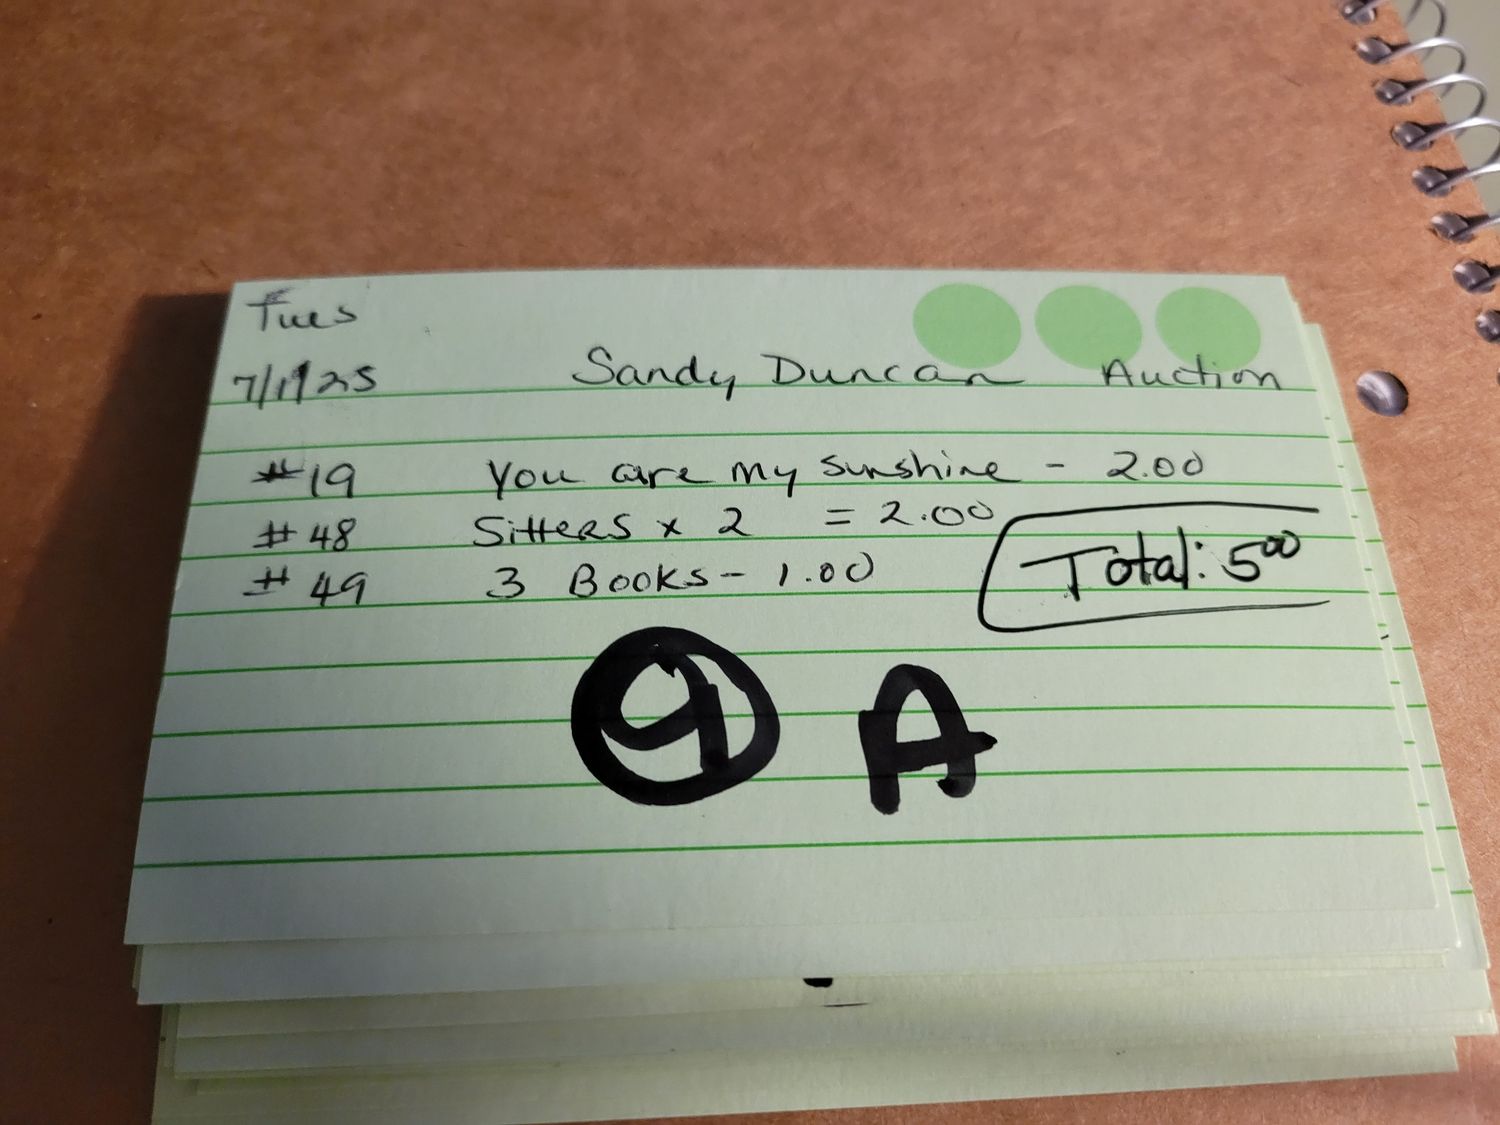 Tues
7/1/25 Sandy Duncan Auction
#19 You are my sunshine - 2.00
#48 Sitters x 2 = 2.00
#49 3 Books - 1.00
Total: 5.00
9 A